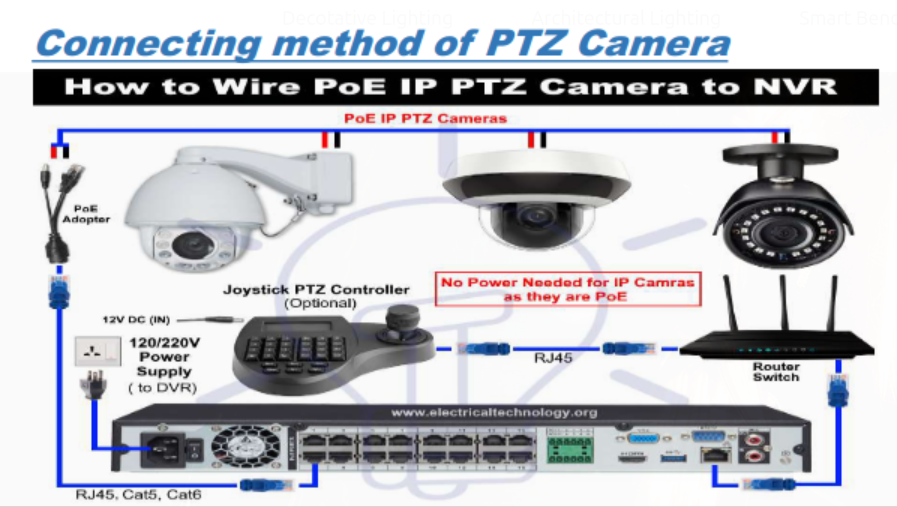 Decorative Lighting Architectural Lighting Smart Benc
Connecting method of PTZ Camera
How to Wire PoE IP PTZ Camera to NVR
PoE IP PTZ Cameras
PoE
Adopter
Joystick PTZ Controller
(Optional)
No Power Needed for IP Camras
as they are PoE
12V DC (IN)
120/220V
Power
Supply
( to DVR)
RJ45
Router
Switch
www.electricaltechnology.org
RJ45, Cat5, Cat6